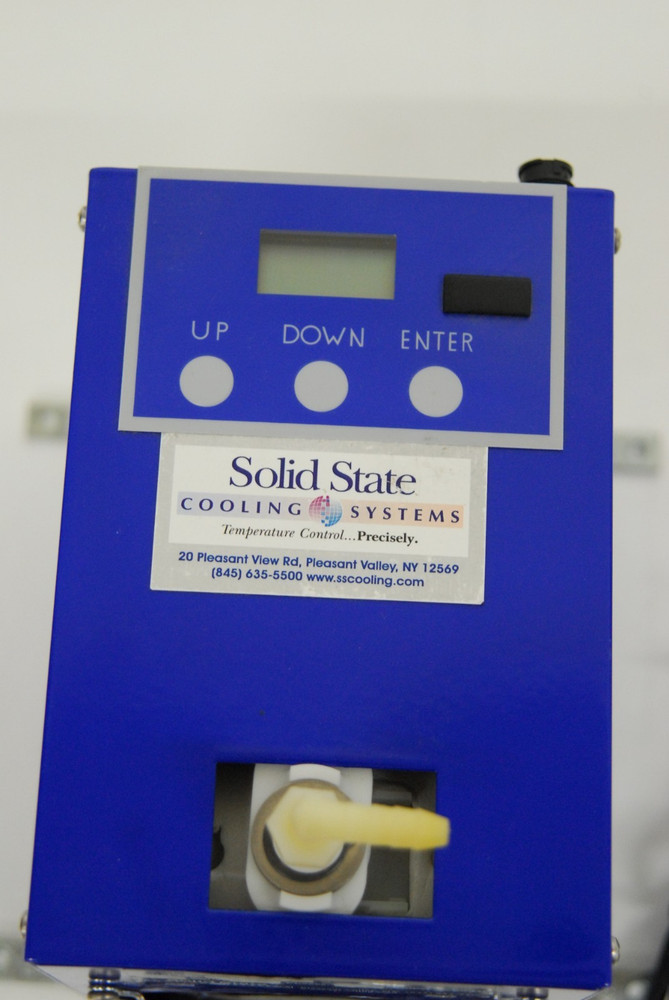 UP DOWN ENTER
Solid State
COOLING SYSTEMS
Temperature Control...Precisely.
20 Pleasant View Rd, Pleasant Valley, NY 12569
(845) 635-5500 www.sscooling.com